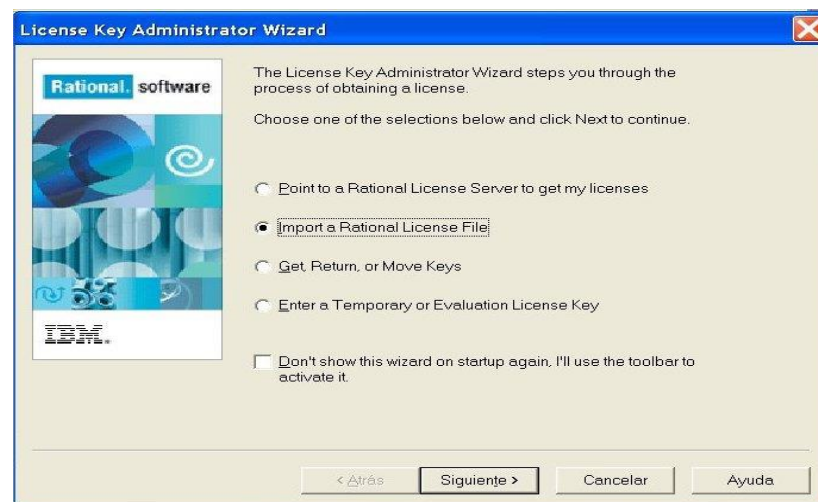 License Key Administrator Wizard
Rational. software
The License Key Administrator Wizard steps you through the
process of obtaining a license.
Choose one of the selections below and click Next to continue.
Point to a Rational License Server to get my licenses
Import a Rational License File
Get, Return, or Move Keys
Enter a Temporary or Evaluation License Key
IBM.
Don't show this wizard on startup again, I'll use the toolbar to
activate it.
< Atrás
Siguiente >
Cancelar
Ayuda